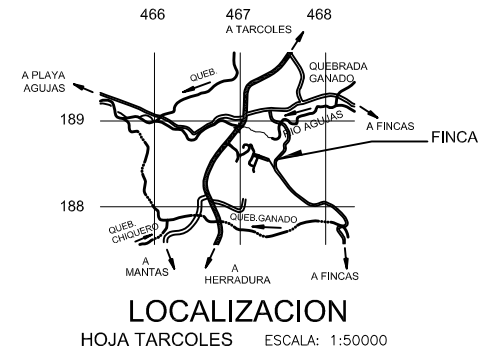 466
467
468
A TARCOLES
A PLAYA
AGUJAS
QUEB.
QUEBRADA
GANADO
189
RIO AGUJAS
A FINCAS
FINCA
188
QUEB.
CHIQUERO
QUEB.GANADO
A
MANTAS
A
HERRADURA
A FINCAS
LOCALIZACION
HOJA TARCOLES ESCALA: 1:50000